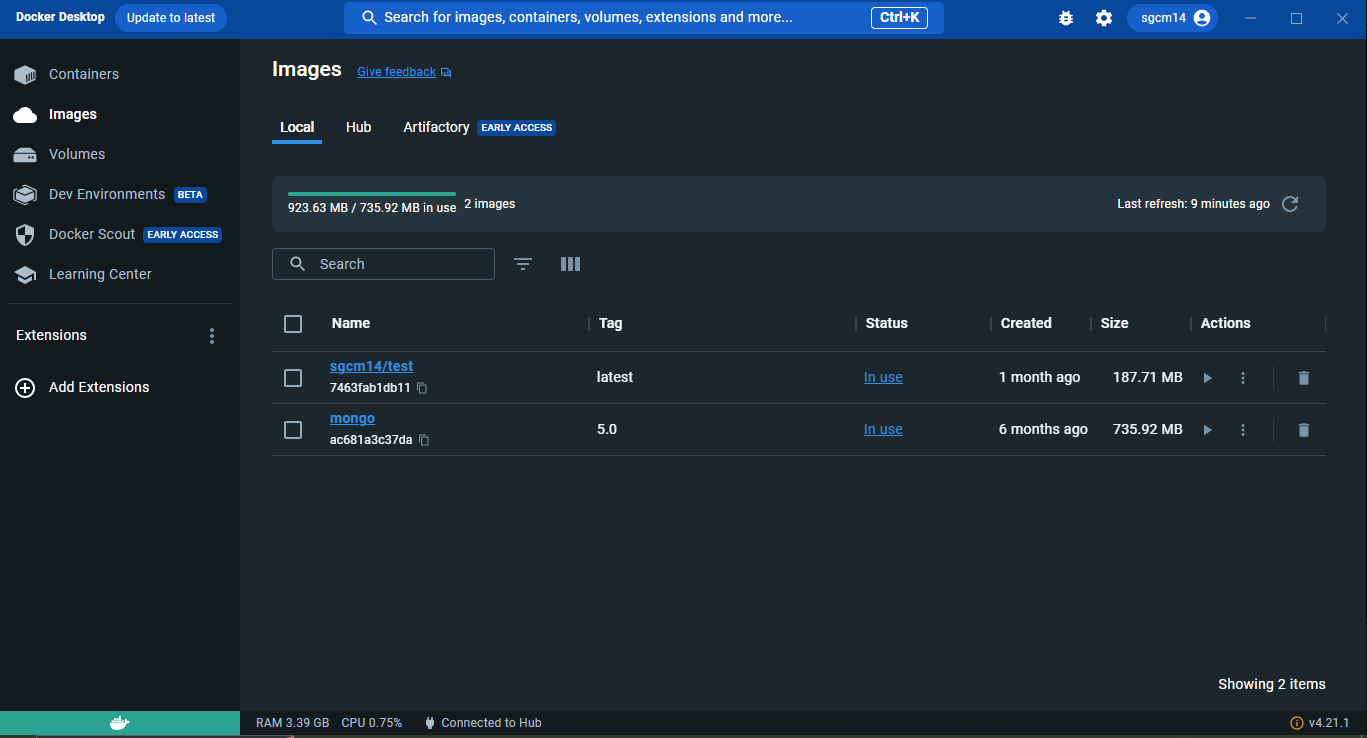 Docker Desktop Update to latest Search for images, containers, volumes, extensions and more... Ctrl+K sgcm14
Containers
Images
Volumes
Dev Environments BETA
Docker Scout EARLY ACCESS
Learning Center
Extensions
Add Extensions
Images Give feedback
Local Hub Artifactory EARLY ACCESS
923.63 MB / 735.92 MB in use 2 images Last refresh: 9 minutes ago
Search
Name Tag Status Created Size Actions
sgcm14/test
7463fab1db11
latest In use 1 month ago 187.71 MB
mongo
ac681a3c37da
5.0 In use 6 months ago 735.92 MB
Showing 2 items
RAM 3.39 GB CPU 0.75% Connected to Hub v4.21.1